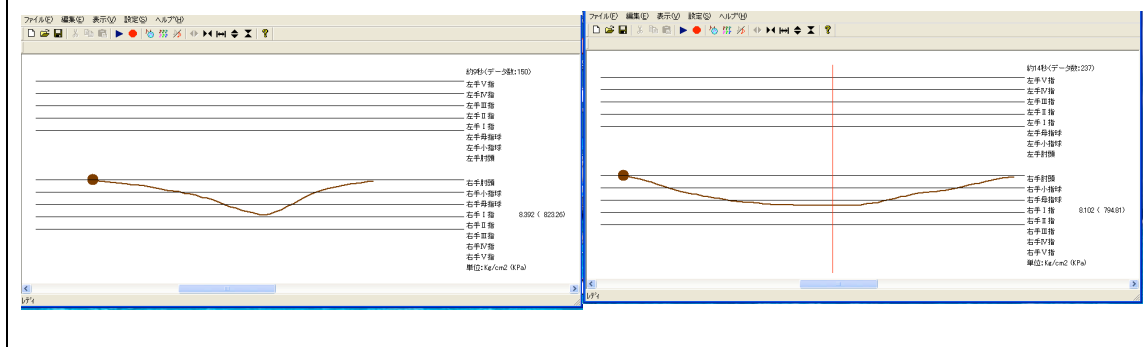 ファイル(F) 編集(E) 表示(V) 設定(S) ヘルプ(H)
約9秒(データ数:150)
左手Ⅴ指
左手Ⅳ指
左手Ⅲ指
左手Ⅱ指
左手Ⅰ指
左手母指球
左手小指球
左手肘頭
右手肘頭
右手小指球
右手母指球
右手Ⅰ指 8.392 ( 823.26)
右手Ⅱ指
右手Ⅲ指
右手Ⅳ指
右手Ⅴ指
単位:Kg/cm2 (KPa)
レディ
ファイル(F) 編集(E) 表示(V) 設定(S) ヘルプ(H)
約14秒(データ数:237)
左手Ⅴ指
左手Ⅳ指
左手Ⅲ指
左手Ⅱ指
左手Ⅰ指
左手母指球
左手小指球
左手肘頭
右手肘頭
右手小指球
右手母指球
右手Ⅰ指 8.102 ( 794.81)
右手Ⅱ指
右手Ⅲ指
右手Ⅳ指
右手Ⅴ指
単位:Kg/cm2 (KPa)
レディ